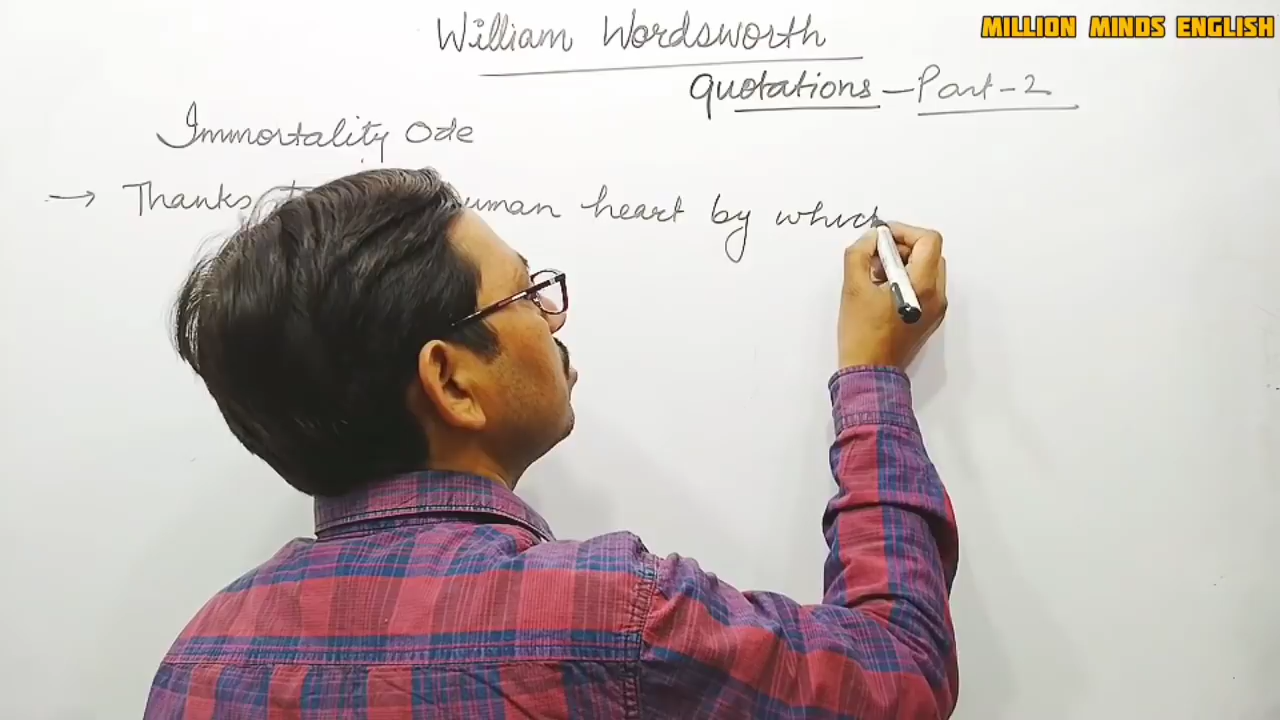 MILLION MINDS ENGLISH
William Wordsworth
Quotations - Part - 2
Immortality Ode
→ Thanks human heart by which